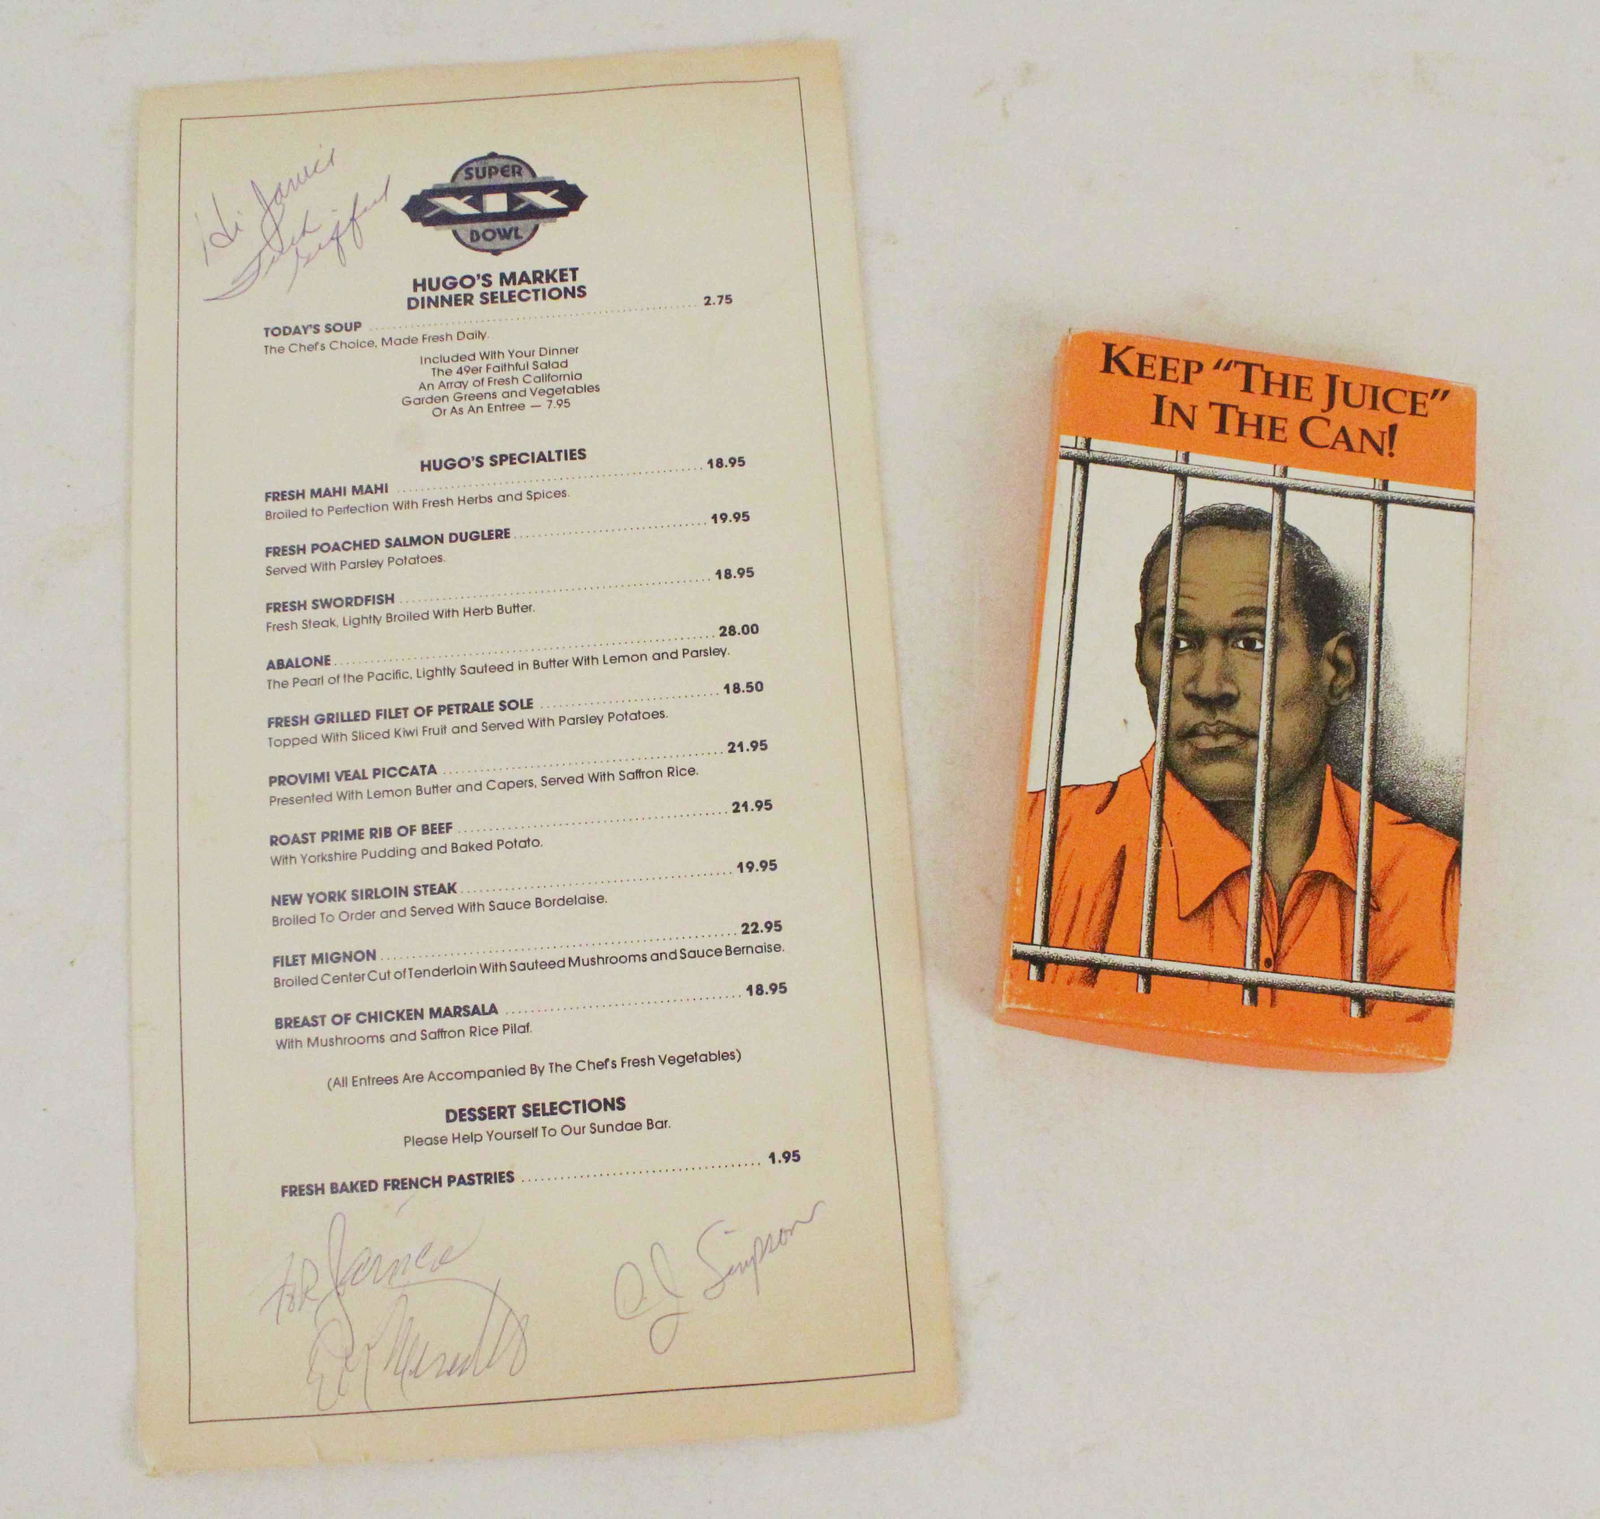 Hi Janice
Frank
Gifford
SUPER
XIX
BOWL
HUGO'S MARKET
DINNER SELECTIONS
TODAY'S SOUP ........ 2.75
The Chef's Choice, Made Fresh Daily.
Included With Your Dinner
The 49er Faithful Salad
An Array of Fresh California
Garden Greens and Vegetables
Or As An Entree — 7.95
HUGO'S SPECIALTIES
FRESH MAHI MAHI ........ 18.95
Broiled to Perfection With Fresh Herbs and Spices.
FRESH POACHED SALMON DUGLERE ........ 19.95
Served With Parsley Potatoes.
FRESH SWORDFISH ........ 18.95
Fresh Steak, Lightly Broiled With Herb Butter.
ABALONE ........ 28.00
The Pearl of the Pacific, Lightly Sauteed in Butter With Lemon and Parsley.
FRESH GRILLED FILET OF PETRALE SOLE ........ 18.50
Topped With Sliced Kiwi Fruit and Served With Parsley Potatoes.
PROVIMI VEAL PICCATA ........ 21.95
Presented With Lemon Butter and Capers, Served With Saffron Rice.
ROAST PRIME RIB OF BEEF ........ 21.95
With Yorkshire Pudding and Baked Potato.
NEW YORK SIRLOIN STEAK ........ 19.95
Broiled To Order and Served With Sauce Bordelaise.
FILET MIGNON ........ 22.95
Broiled Center Cut of Tenderloin With Sauteed Mushrooms and Sauce Bernaise.
BREAST OF CHICKEN MARSALA ........ 18.95
With Mushrooms and Saffron Rice Pilaf.
(All Entrees Are Accompanied By The Chef's Fresh Vegetables)
DESSERT SELECTIONS
Please Help Yourself To Our Sundae Bar.
FRESH BAKED FRENCH PASTRIES ........ 1.95
FOR Janice
OJ Simpson
KEEP "THE JUICE"
IN THE CAN!